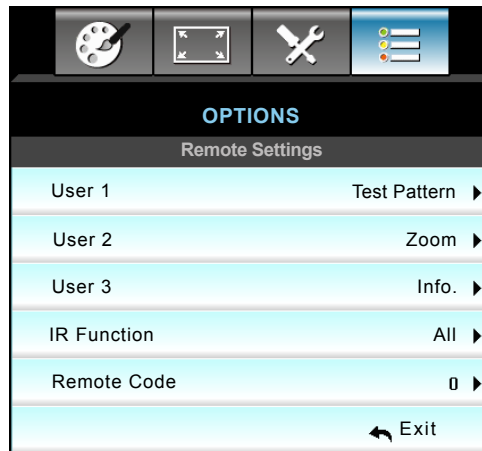 OPTIONS
Remote Settings
User 1 Test Pattern
User 2 Zoom
User 3 Info.
IR Function All
Remote Code 0
Exit